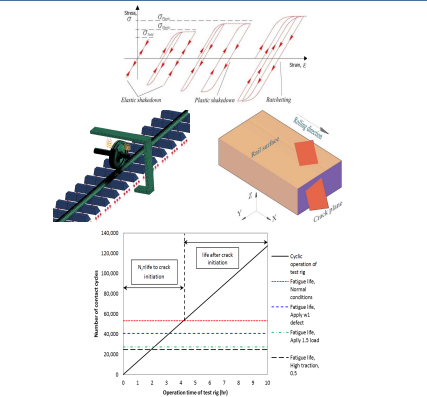 Stress,
σ
σ
σ
Strain, ε
Elastic shakedown
Plastic shakedown
Ratchetting
Rolling direction
Rail surface
Crack plane
Z
Y
X
140,000
120,000
100,000
80,000
60,000
40,000
20,000
0
Number of contact cycles
life to crack
initiation
life after crack
initiation
0 1 2 3 4 5 6 7 8 9 10
Operation time of test rig (hr)
Cyclic
operation of
test rig
Fatigue life,
Normal
conditions
Fatigue life,
Apply w1
defect
Fatigue life,
Aplly 1.5 load
Fatigue life,
High traction,
0.5